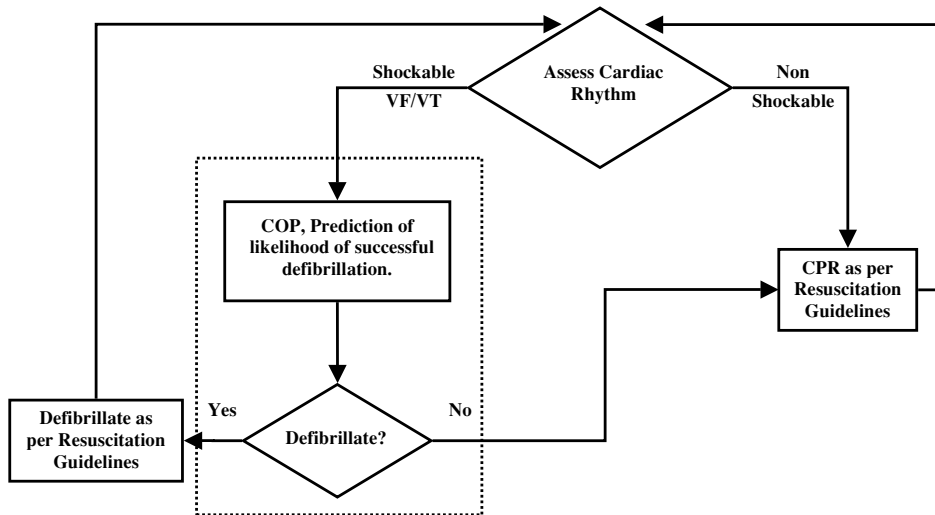 Assess Cardiac
Rhythm
Shockable
VF/VT
Non
Shockable
COP, Prediction of
likelihood of successful
defibrillation.
CPR as per
Resuscitation
Guidelines
Defibrillate?
Yes
No
Defibrillate as
per Resuscitation
Guidelines